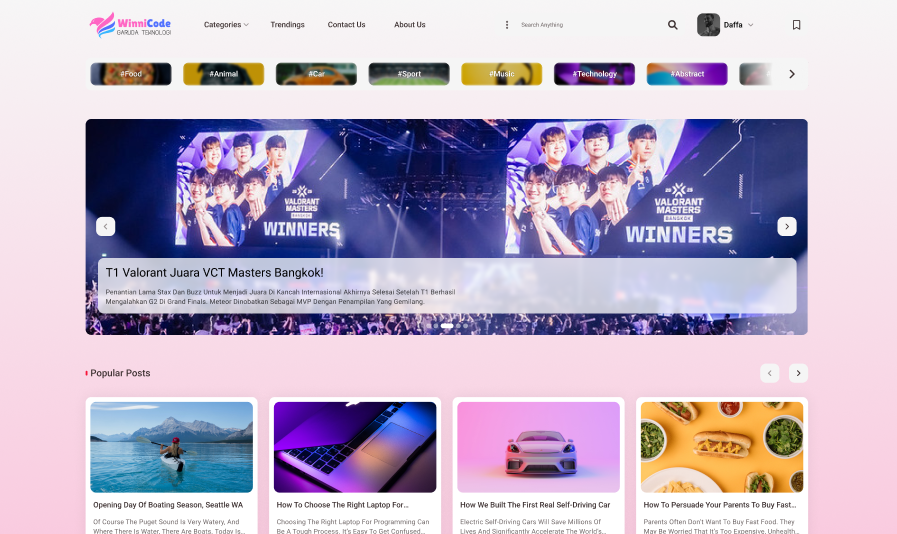 WinniCode
GARUDA TEKNOLOGI
Categories
Trendings
Contact Us
About Us
Search Anything
Daffa
#Food
#Animal
#Car
#Sport
#Music
#Technology
#Abstract
VALORANT
MASTERS
BANGKOK
WINNERS
VALORANT
MASTERS
BANGKOK
WINNERS
T1 Valorant Juara VCT Masters Bangkok!
Penantian Lama Stax Dan Buzz Untuk Menjadi Juara Di Kancah Internasional Akhirnya Selesai Setelah T1 Berhasil
Mengalahkan G2 Di Grand Finals. Meteor Dinobatkan Sebagai MVP Dengan Penampilan Yang Gemilang.
Popular Posts
Opening Day Of Boating Season, Seattle WA
Of Course The Puget Sound Is Very Watery, And
Where There Is Water, There Are Boats. Today Is...
How To Choose The Right Laptop For...
Choosing The Right Laptop For Programming Can
Be A Tough Process. It's Easy To Get Confused...
How We Built The First Real Self-Driving Car
Electric Self-Driving Cars Will Save Millions Of
Lives And Significantly Accelerate The World's...
How To Persuade Your Parents To Buy Fast...
Parents Often Don't Want To Buy Fast Food. They
May Be Worried That It's Too Expensive, Unhealth...